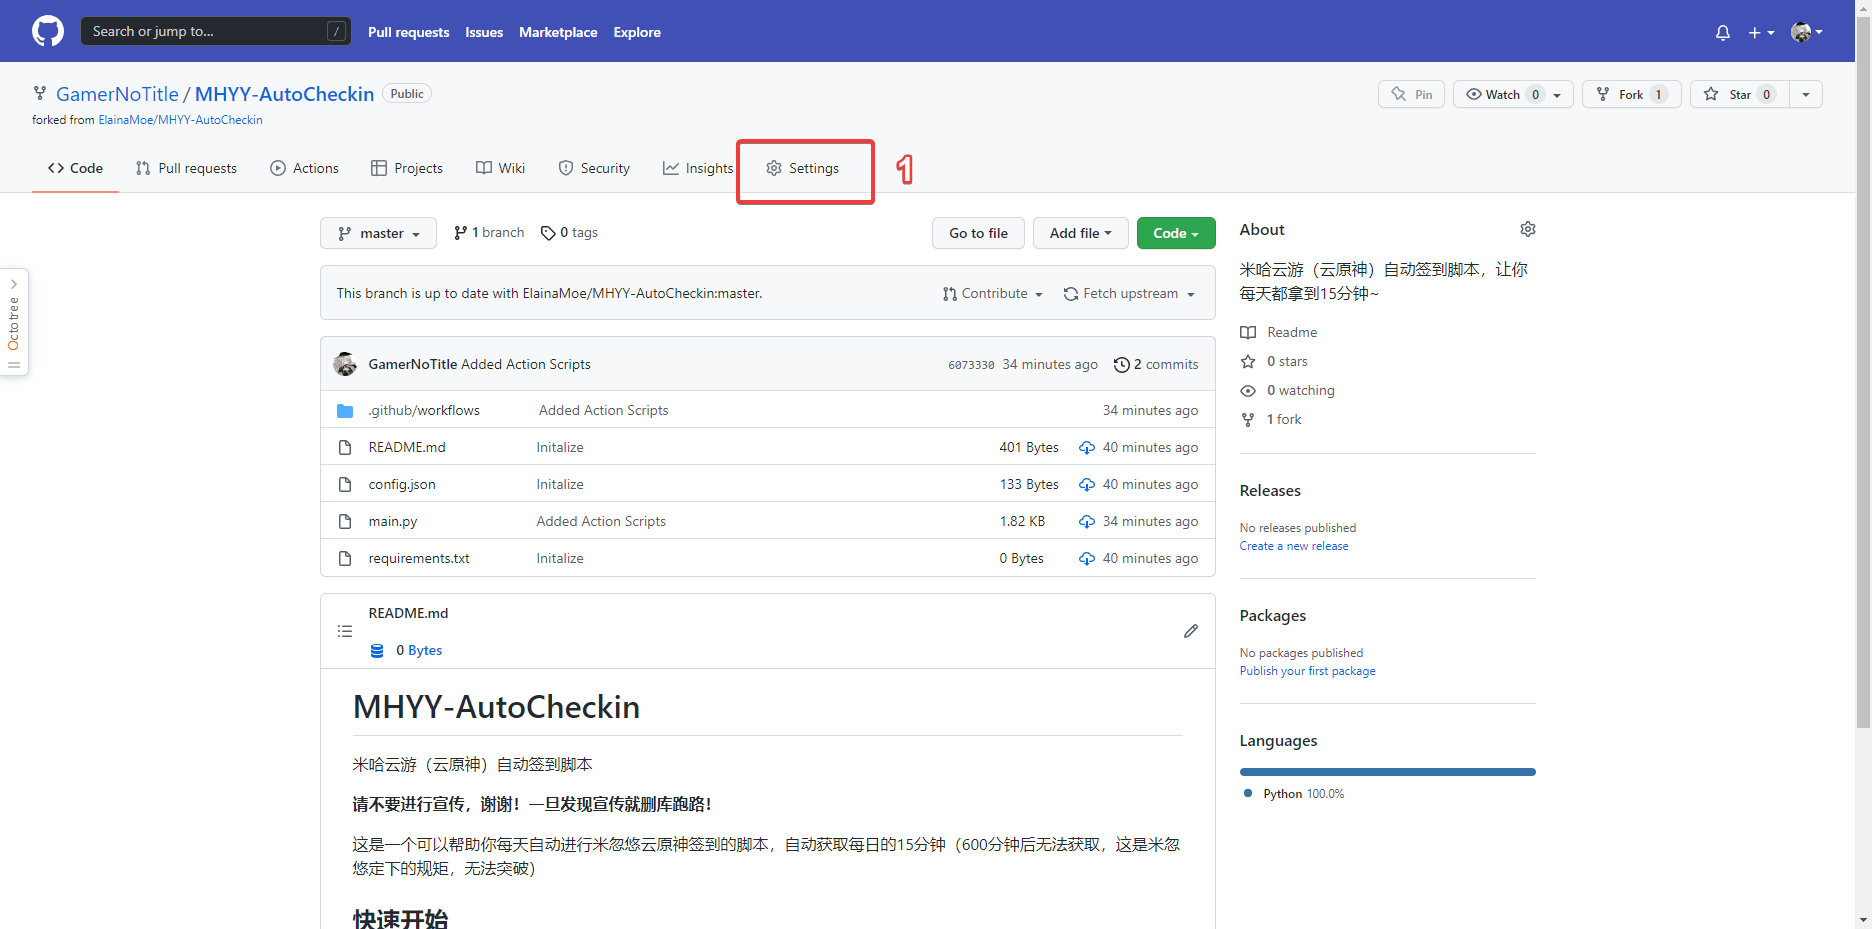 Search or jump to... /
Pull requests Issues Marketplace Explore
GamerNoTitle / MHYY-AutoCheckin Public
Pin Watch 0 Fork 1 Star 0
forked from ElainaMoe/MHYY-AutoCheckin
Code Pull requests Actions Projects Wiki Security Insights Settings 1
master 1 branch 0 tags Go to file Add file Code
This branch is up to date with ElainaMoe/MHYY-AutoCheckin:master. Contribute Fetch upstream
Octotree
GamerNoTitle Added Action Scripts 6073330 34 minutes ago 2 commits
.github/workflows Added Action Scripts 34 minutes ago
README.md Initalize 401 Bytes 40 minutes ago
config.json Initalize 133 Bytes 40 minutes ago
main.py Added Action Scripts 1.82 KB 34 minutes ago
requirements.txt Initalize 0 Bytes 40 minutes ago
README.md
0 Bytes
MHYY-AutoCheckin
米哈云游（云原神）自动签到脚本
请不要进行宣传，谢谢！一旦发现宣传就删库跑路！
这是一个可以帮助你每天自动进行米忽悠云原神签到的脚本，自动获取每日的15分钟（600分钟后无法获取，这是米忽
悠定下的规矩，无法突破）
快速开始
About
米哈云游（云原神）自动签到脚本，让你
每天都拿到15分钟~
Readme
0 stars
0 watching
1 fork
Releases
No releases published
Create a new release
Packages
No packages published
Publish your first package
Languages
Python 100.0%